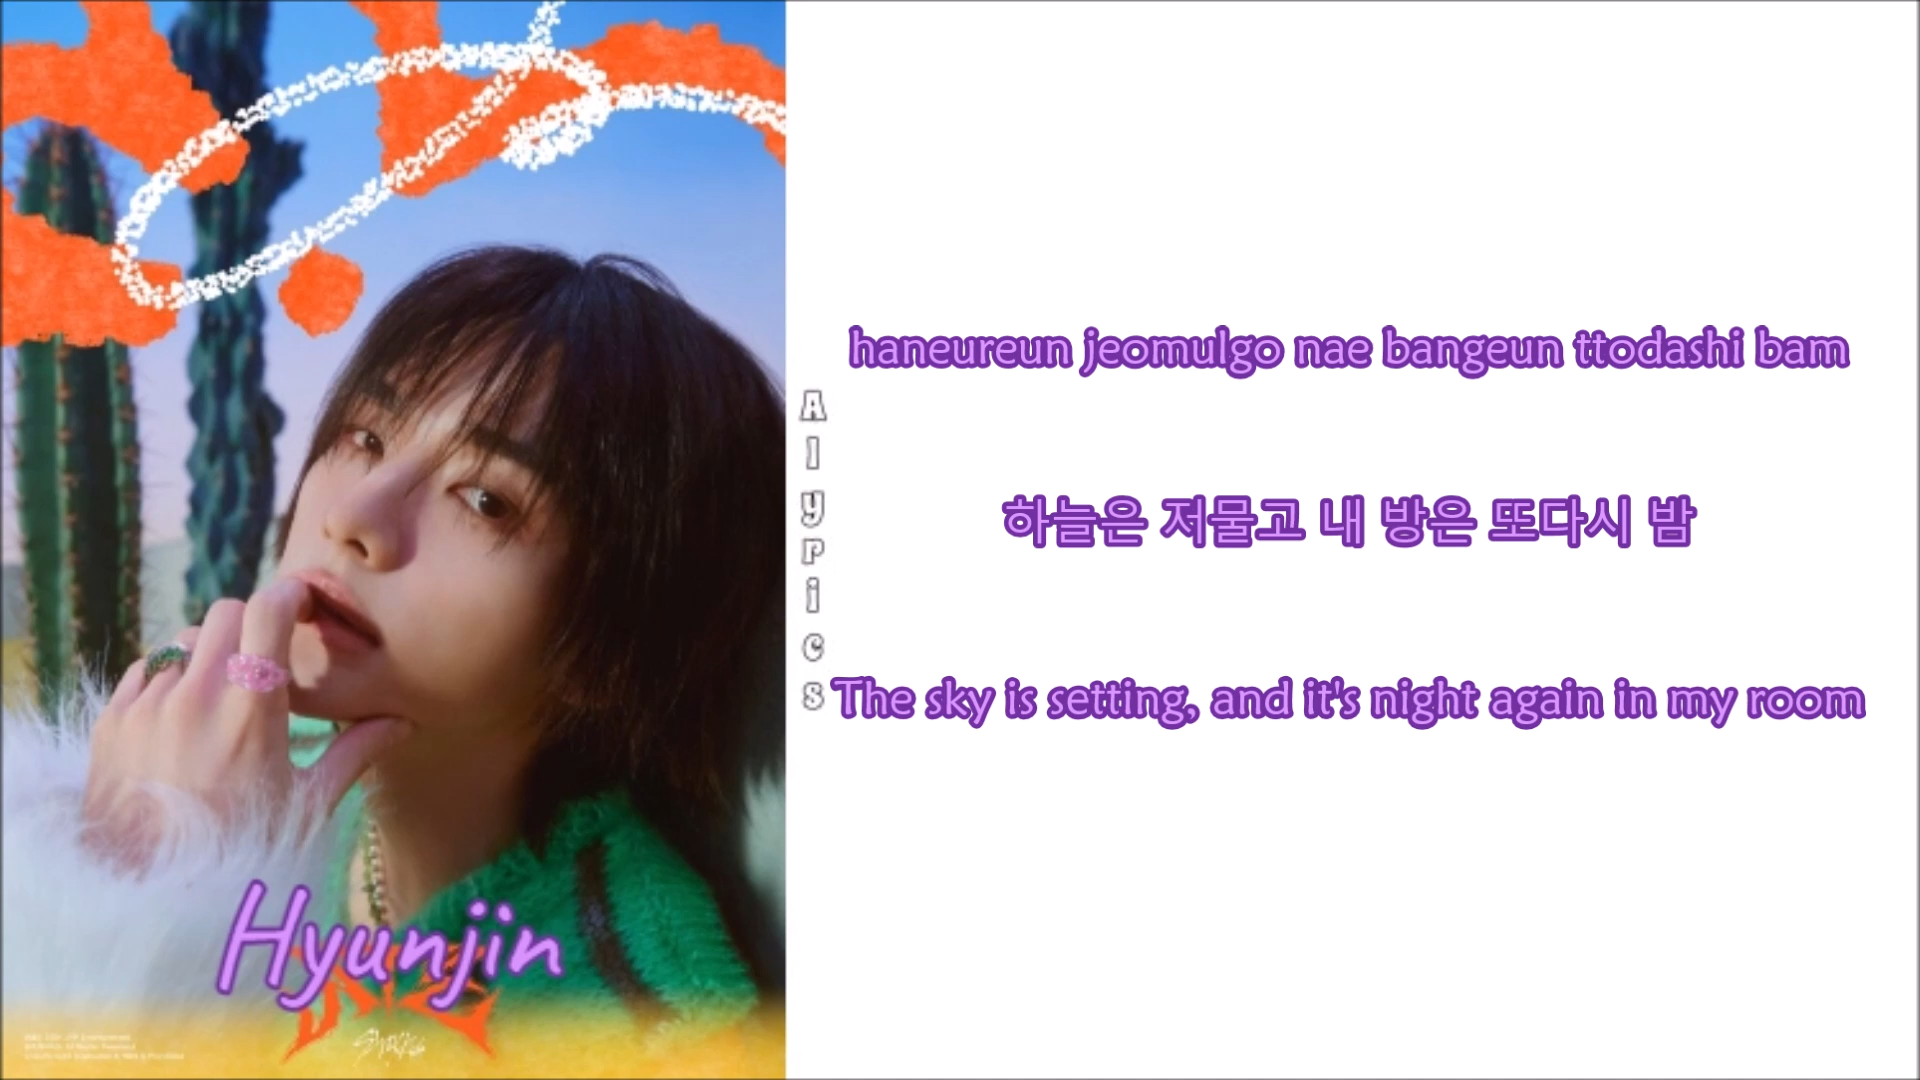 haneureun jeomulgo nae bangeun ttodashi bam
하늘은 저물고 내 방은 또다시 밤
The sky is setting, and it's night again in my room
Alyrics
Hyunjin